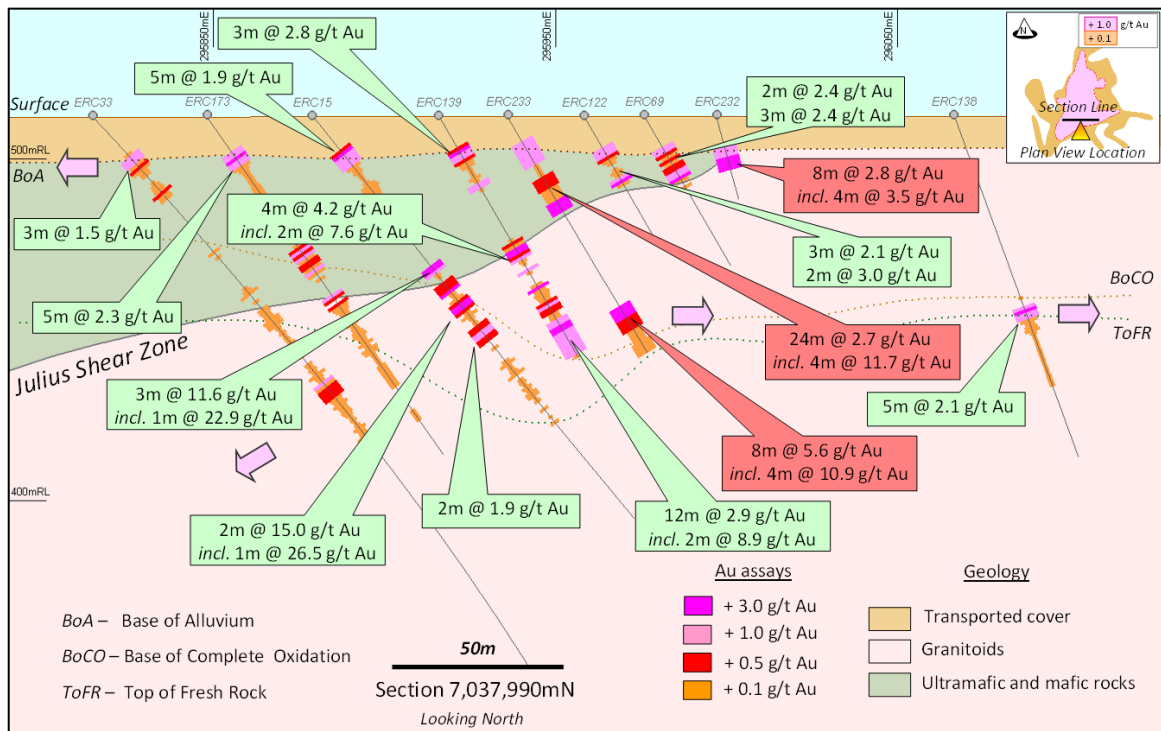 295850mE
295950mE
296050mE
+ 1.0 g/t Au
+ 0.1
N
Section Line
Plan View Location
3m @ 2.8 g/t Au
5m @ 1.9 g/t Au
2m @ 2.4 g/t Au
3m @ 2.4 g/t Au
Surface
ERC33
ERC173
ERC15
ERC139
ERC233
ERC122
ERC69
ERC232
ERC138
500mRL
BoA
8m @ 2.8 g/t Au
incl. 4m @ 3.5 g/t Au
4m @ 4.2 g/t Au
incl. 2m @ 7.6 g/t Au
3m @ 1.5 g/t Au
3m @ 2.1 g/t Au
2m @ 3.0 g/t Au
BoCO
5m @ 2.3 g/t Au
ToFR
24m @ 2.7 g/t Au
incl. 4m @ 11.7 g/t Au
Julius Shear Zone
3m @ 11.6 g/t Au
incl. 1m @ 22.9 g/t Au
5m @ 2.1 g/t Au
8m @ 5.6 g/t Au
incl. 4m @ 10.9 g/t Au
400mRL
2m @ 1.9 g/t Au
12m @ 2.9 g/t Au
incl. 2m @ 8.9 g/t Au
2m @ 15.0 g/t Au
incl. 1m @ 26.5 g/t Au
Au assays
+ 3.0 g/t Au
+ 1.0 g/t Au
+ 0.5 g/t Au
+ 0.1 g/t Au
Geology
Transported cover
Granitoids
Ultramafic and mafic rocks
BoA – Base of Alluvium
BoCO – Base of Complete Oxidation
ToFR – Top of Fresh Rock
50m
Section 7,037,990mN
Looking North